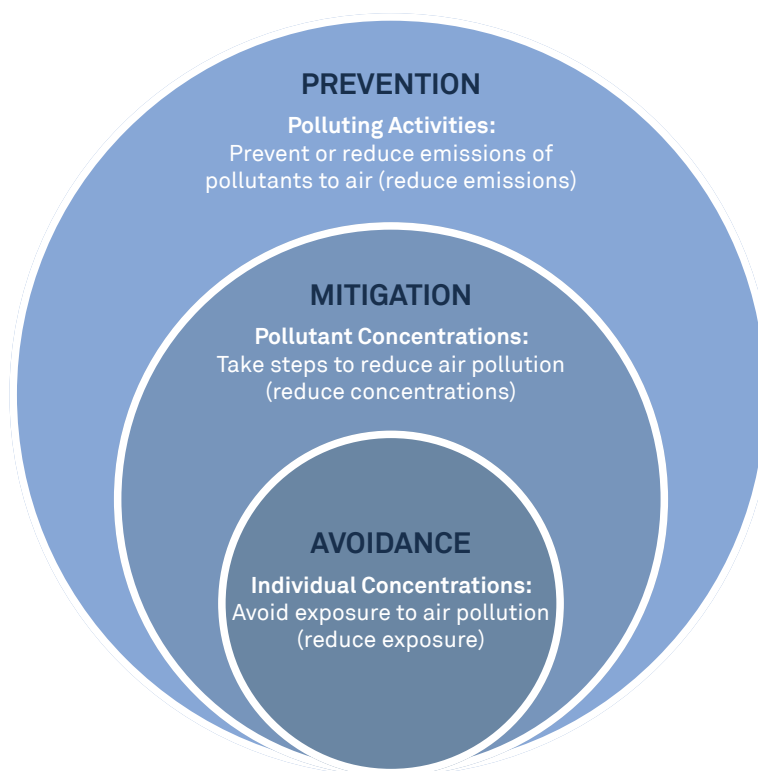 PREVENTION
Polluting Activities:
Prevent or reduce emissions of
pollutants to air (reduce emissions)
MITIGATION
Pollutant Concentrations:
Take steps to reduce air pollution
(reduce concentrations)
AVOIDANCE
Individual Concentrations:
Avoid exposure to air pollution
(reduce exposure)